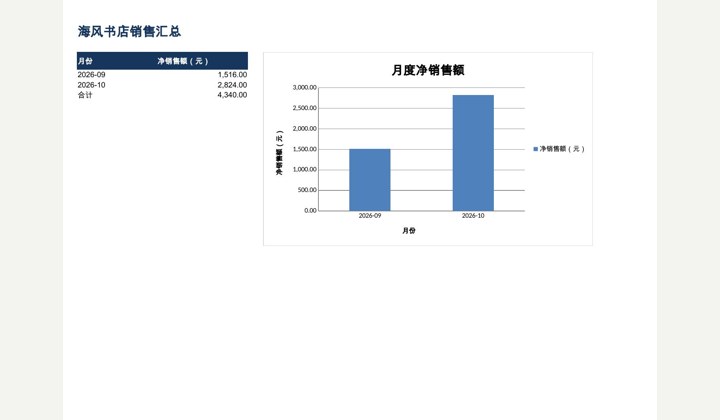 海风书店销售汇总
月份 净销售额（元）
2026-09 1,516.00
2026-10 2,824.00
合计 4,340.00
月度净销售额
3,000.00
2,500.00
2,000.00
1,500.00
1,000.00
500.00
0.00
净销售额（元）
2026-09 2026-10
月份
净销售额（元）